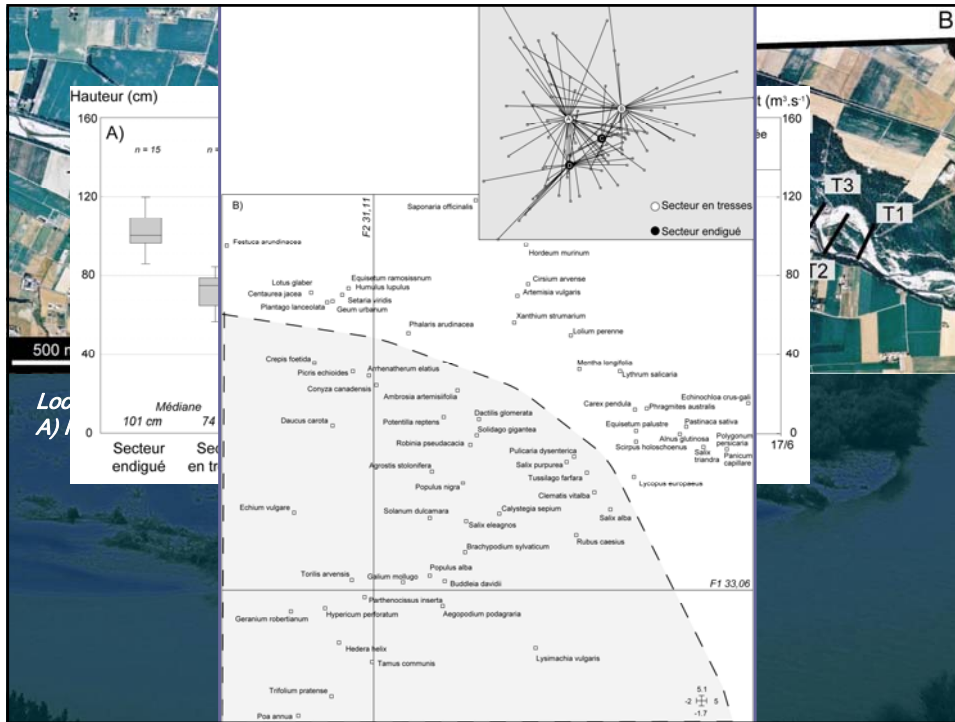 B
Hauteur (cm)
A)
n = 15
n =
160
120
80
40
0
500 m
Loc
A)
Médiane
101 cm
74
Secteur
endigué
Sec
en tr
A
B
C
D
Secteur en tresses
Secteur endigué
t (m³.s⁻¹)
ée
160
120
80
40
0
17/6
T3
T1
T2
B)
F2 31,11
Saponaria officinalis
Festuca arundinacea
Hordeum murinum
Equisetum ramosissnum
Lotus glaber
Humulus lupulus
Cirsium arvense
Centaurea jacea
Setaria viridis
Artemisia vulgaris
Plantago lanceolata
Geum urbanum
Xanthium strumarium
Phalaris arudinacea
Lolium perenne
Crepis foetida
Arrhenatherum elatius
Mentha longifolia
Picris echioides
Lythrum salicaria
Conyza canadensis
Ambrosia artemisiifolia
Echinochloa crus-gali
Carex pendula
Phragmites australis
Daucus carota
Potentilla reptens
Dactilis glomerata
Solidago gigantea
Equisetum palustre
Pastinaca sativa
Alnus glutinosa
Polygonum
persicaria
Robinia pseudacacia
Scirpus holoschoenus
Salix
triandra
Panicum
capillare
Pulicaria dysenterica
Salix purpurea
Agrostis stolonifera
Tussilago farfara
Lycopus europaeus
Populus nigra
Clematis vitalba
Echium vulgare
Solanum dulcamara
Calystegia sepium
Salix alba
Salix eleagnos
Rubus caesius
Brachypodium sylvaticum
Populus alba
Torilis arvensis
Galium mollugo
Buddleia davidii
F1 33,06
Parthenocissus inserta
Geranium robertianum
Hypericum perforatum
Aegopodium podagraria
Hedera helix
Lysimachia vulgaris
Tamus communis
Trifolium pratense
Poa annua
5.1
-2 5
-1.7